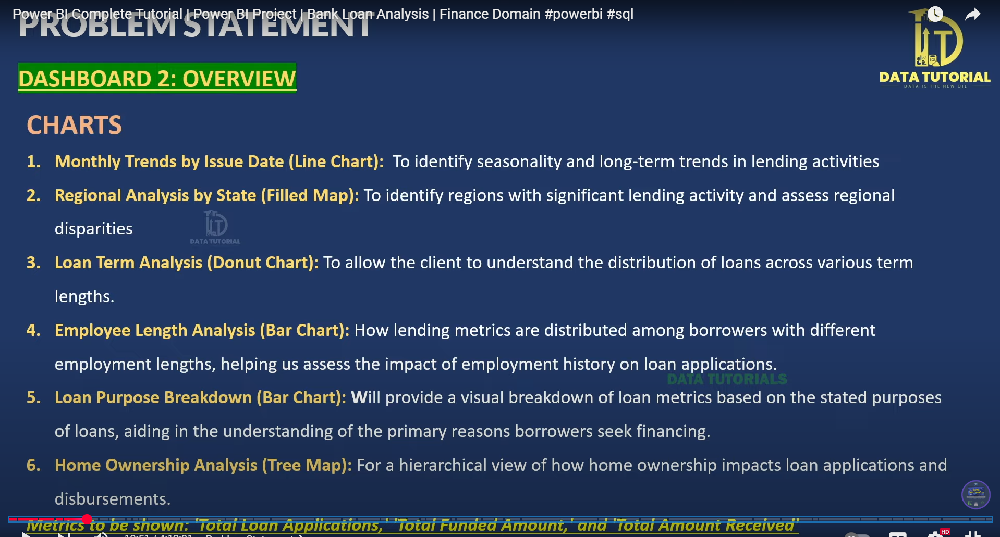 Power BI Complete Tutorial | Power BI Project | Bank Loan Analysis | Finance Domain #powerbi #sql
PROBLEM STATEMENT
SQL
DATA TUTORIAL
DATA IS THE NEW OIL
DASHBOARD 2: OVERVIEW
CHARTS
1. Monthly Trends by Issue Date (Line Chart): To identify seasonality and long-term trends in lending activities
2. Regional Analysis by State (Filled Map): To identify regions with significant lending activity and assess regional
disparities
DATA TUTORIAL
3. Loan Term Analysis (Donut Chart): To allow the client to understand the distribution of loans across various term
lengths.
4. Employee Length Analysis (Bar Chart): How lending metrics are distributed among borrowers with different
employment lengths, helping us assess the impact of employment history on loan applications.
DATA TUTORIALS
5. Loan Purpose Breakdown (Bar Chart): Will provide a visual breakdown of loan metrics based on the stated purposes
of loans, aiding in the understanding of the primary reasons borrowers seek financing.
6. Home Ownership Analysis (Tree Map): For a hierarchical view of how home ownership impacts loan applications and
disbursements.
DATA
TUTORIALS
Metrics to be shown: 'Total Loan Applications,' 'Total Funded Amount,' and 'Total Amount Received'
HD